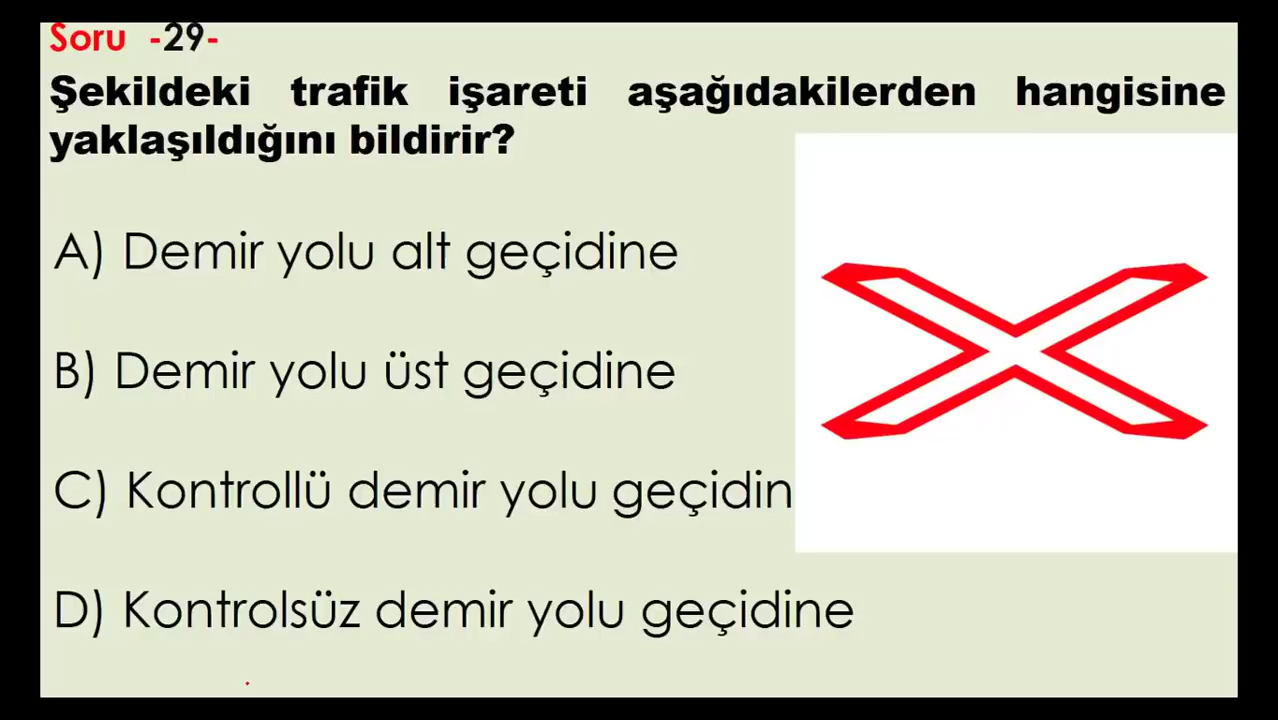 Soru -29-
Şekildeki trafik işareti aşağıdakilerden hangisine
yaklaşıldığını bildirir?
A) Demir yolu alt geçidine
B) Demir yolu üst geçidine
C) Kontrollü demir yolu geçidin
D) Kontrolsüz demir yolu geçidine